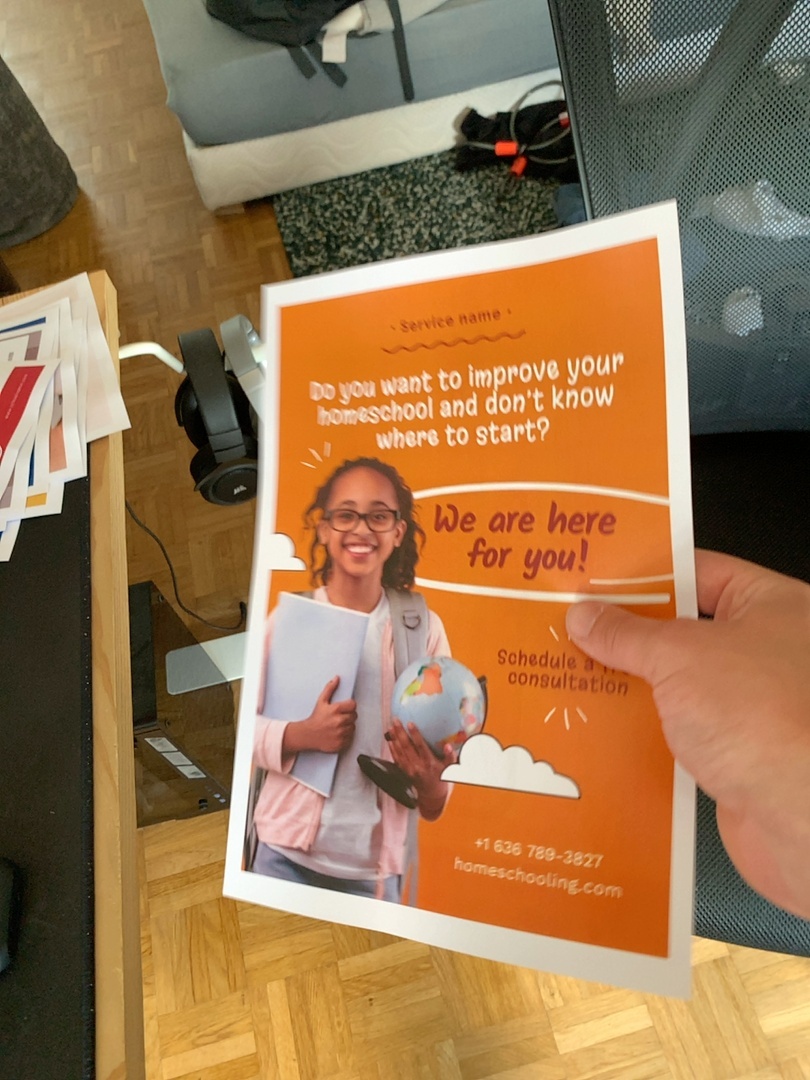 · Service name ·
Do you want to improve your
homeschool and don't know
where to start?
We are here
for you!
Schedule a
consultation
+1 636 789-3827
homeschooling.com